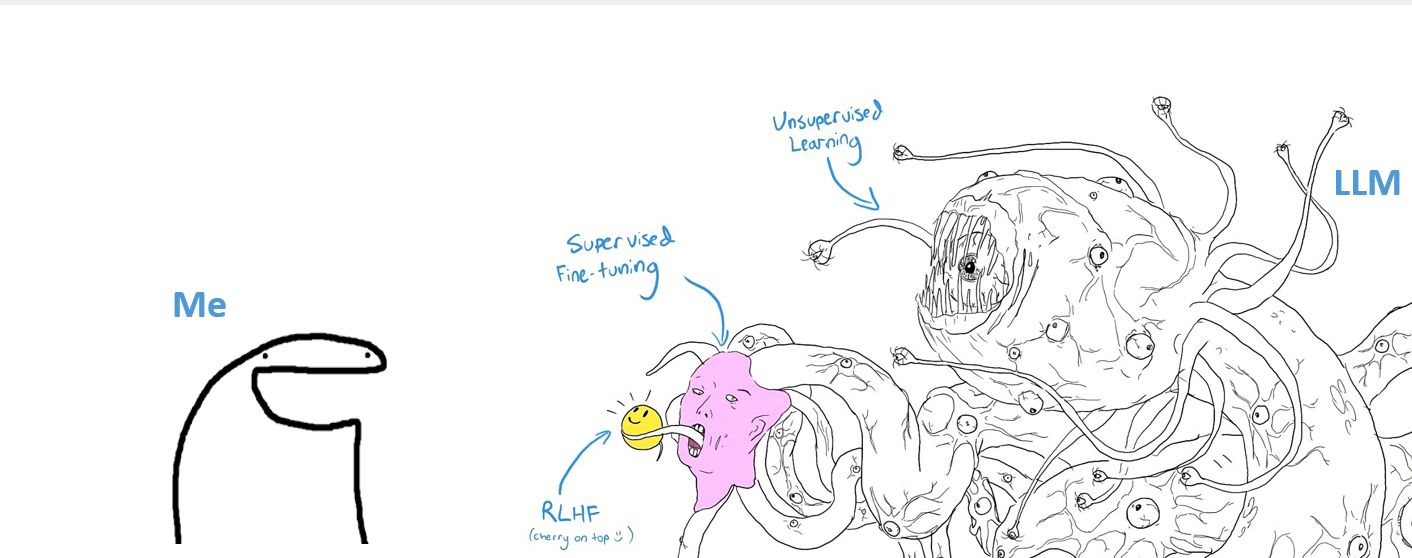 Unsupervised
Learning
LLM
Supervised
Fine-tuning
Me
RLHF
(cherry on top ت)